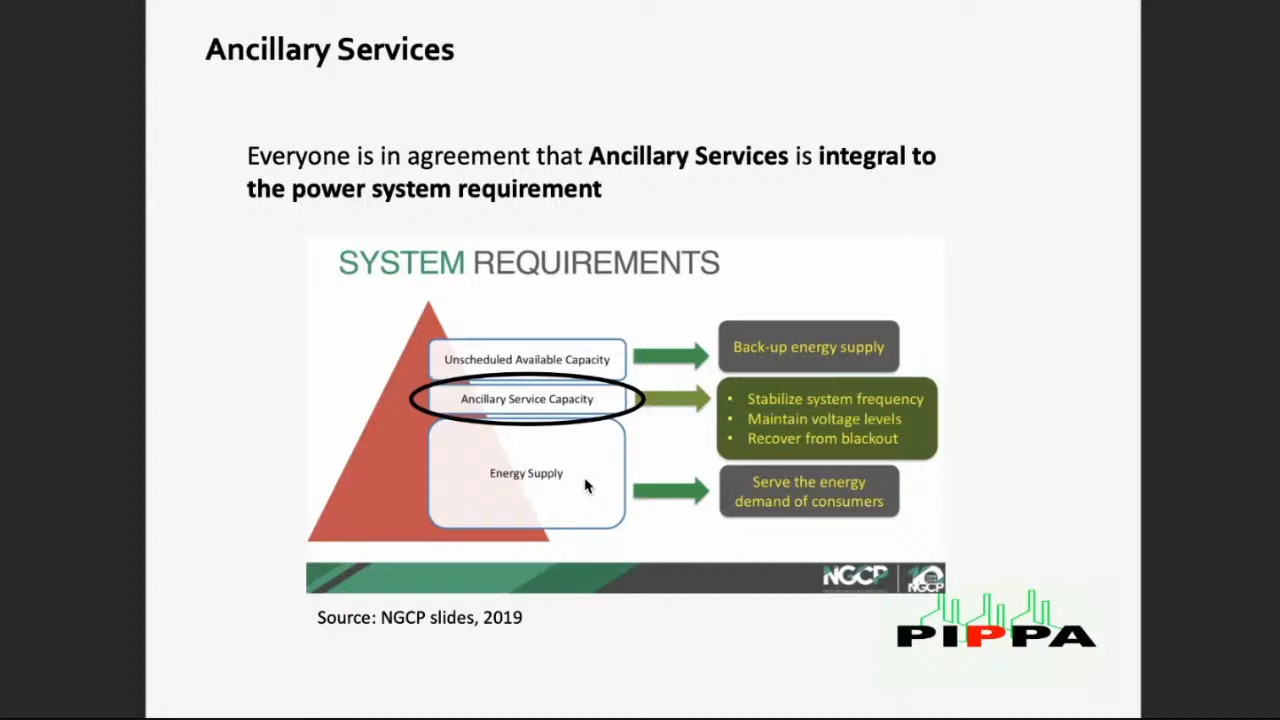 Ancillary Services
Everyone is in agreement that Ancillary Services is integral to
the power system requirement
SYSTEM REQUIREMENTS
Unscheduled Available Capacity
Back-up energy supply
Ancillary Service Capacity
• Stabilize system frequency
• Maintain voltage levels
• Recover from blackout
Energy Supply
Serve the energy
demand of consumers
NGCP
NGCP
Source: NGCP slides, 2019
PIPPA